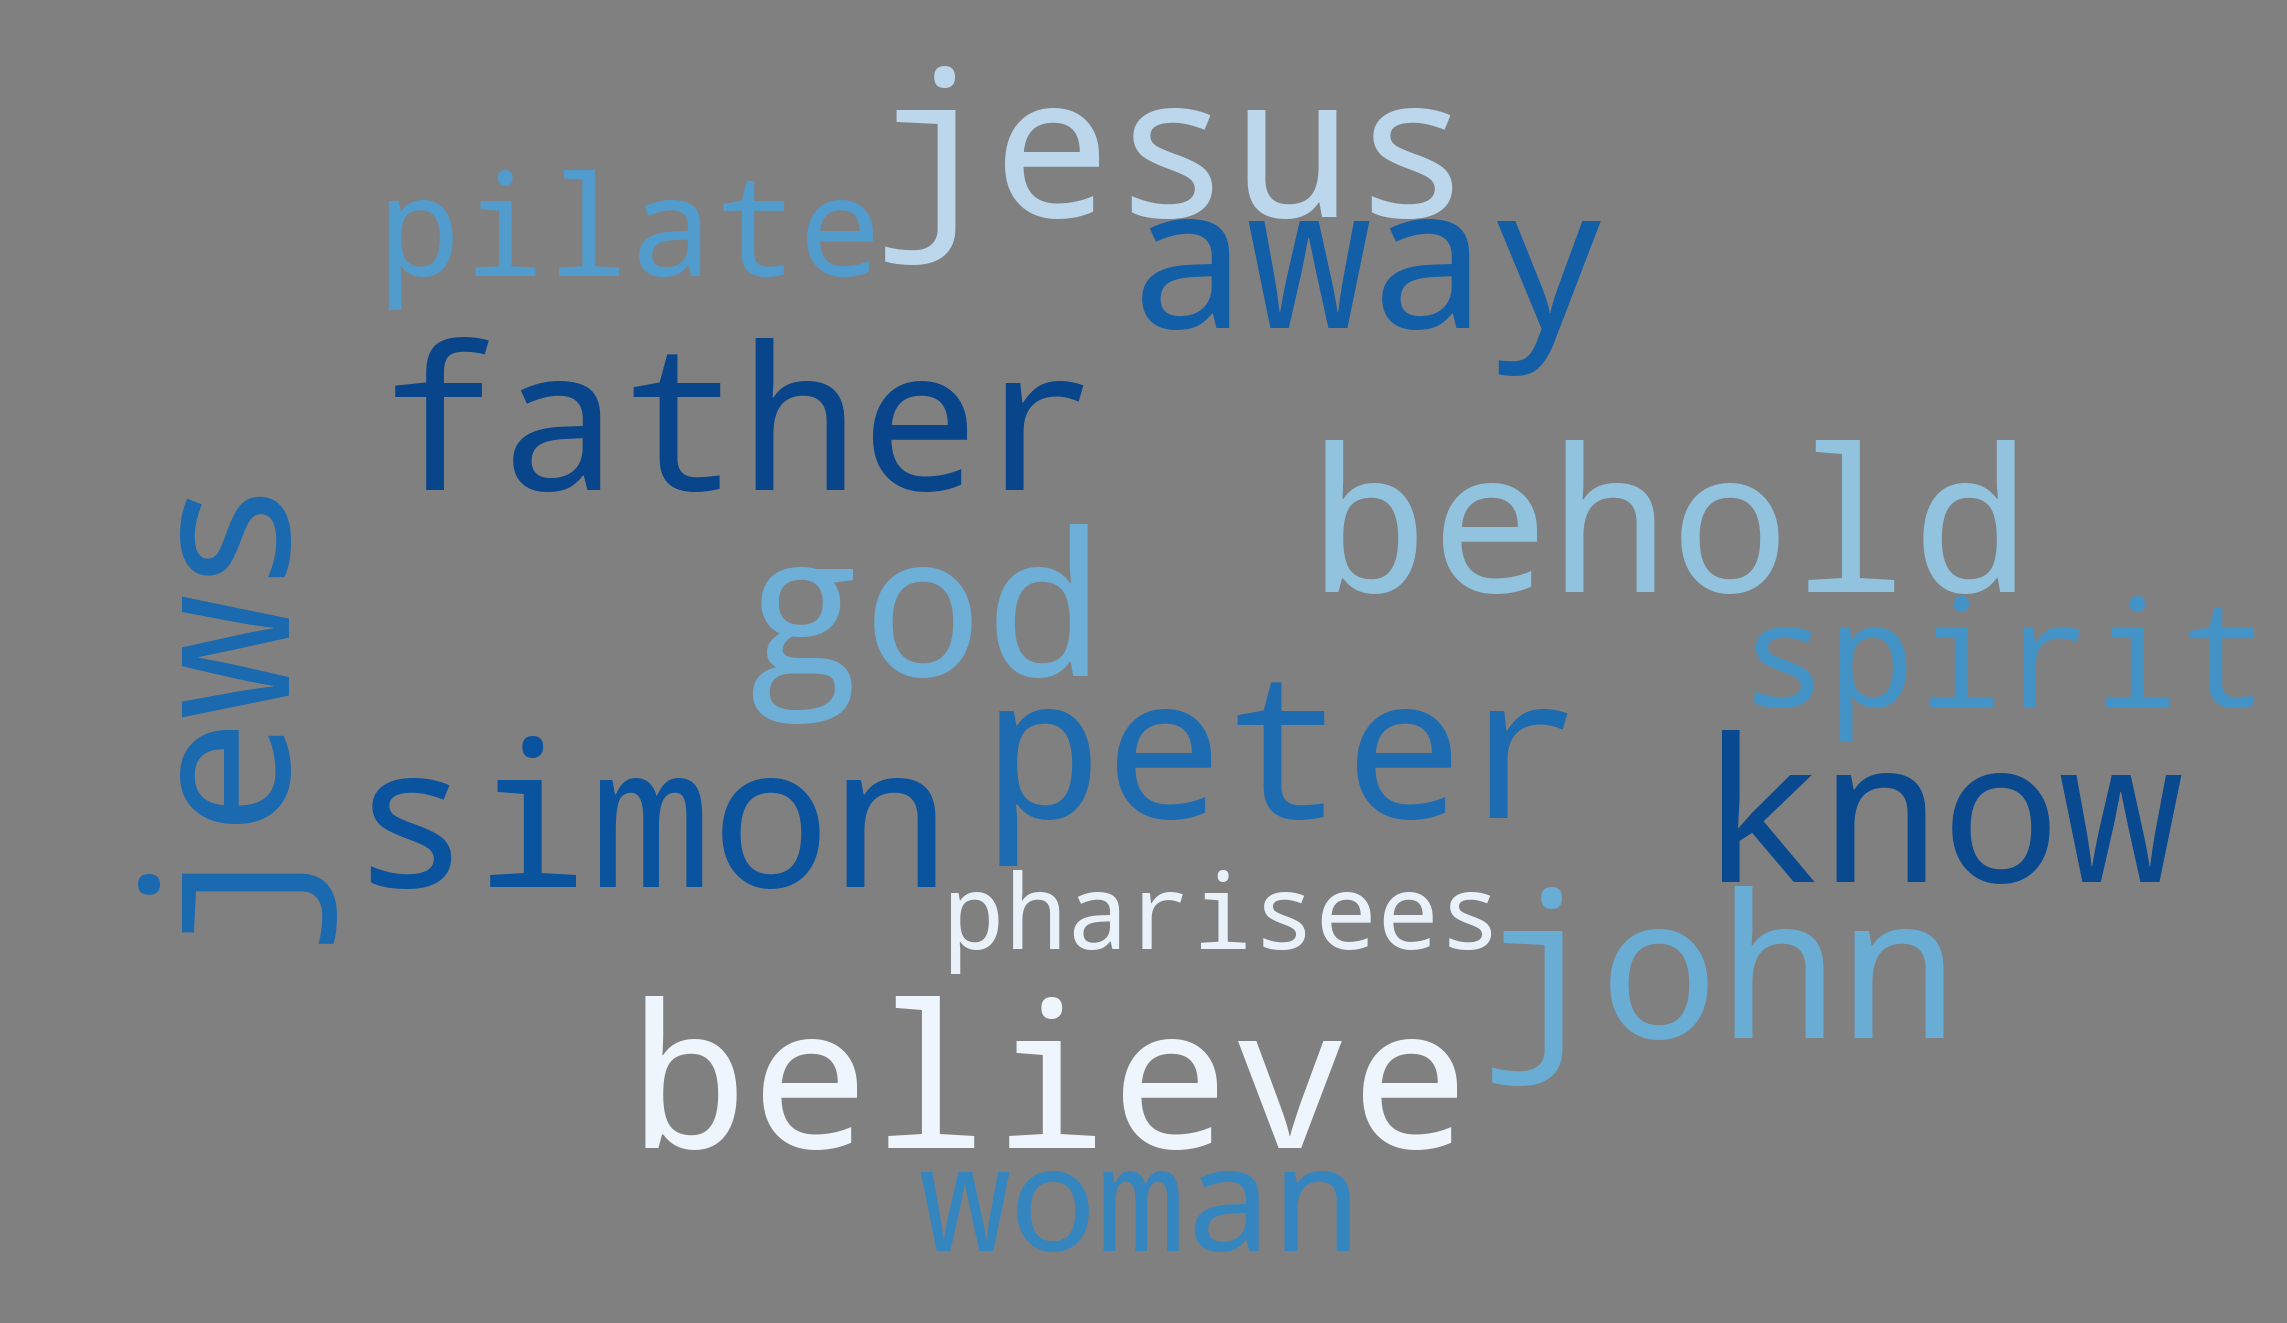 jesus
pilate
away
father
behold
jews
god
spirit
peter
simon
know
pharisees
john
believe
woman